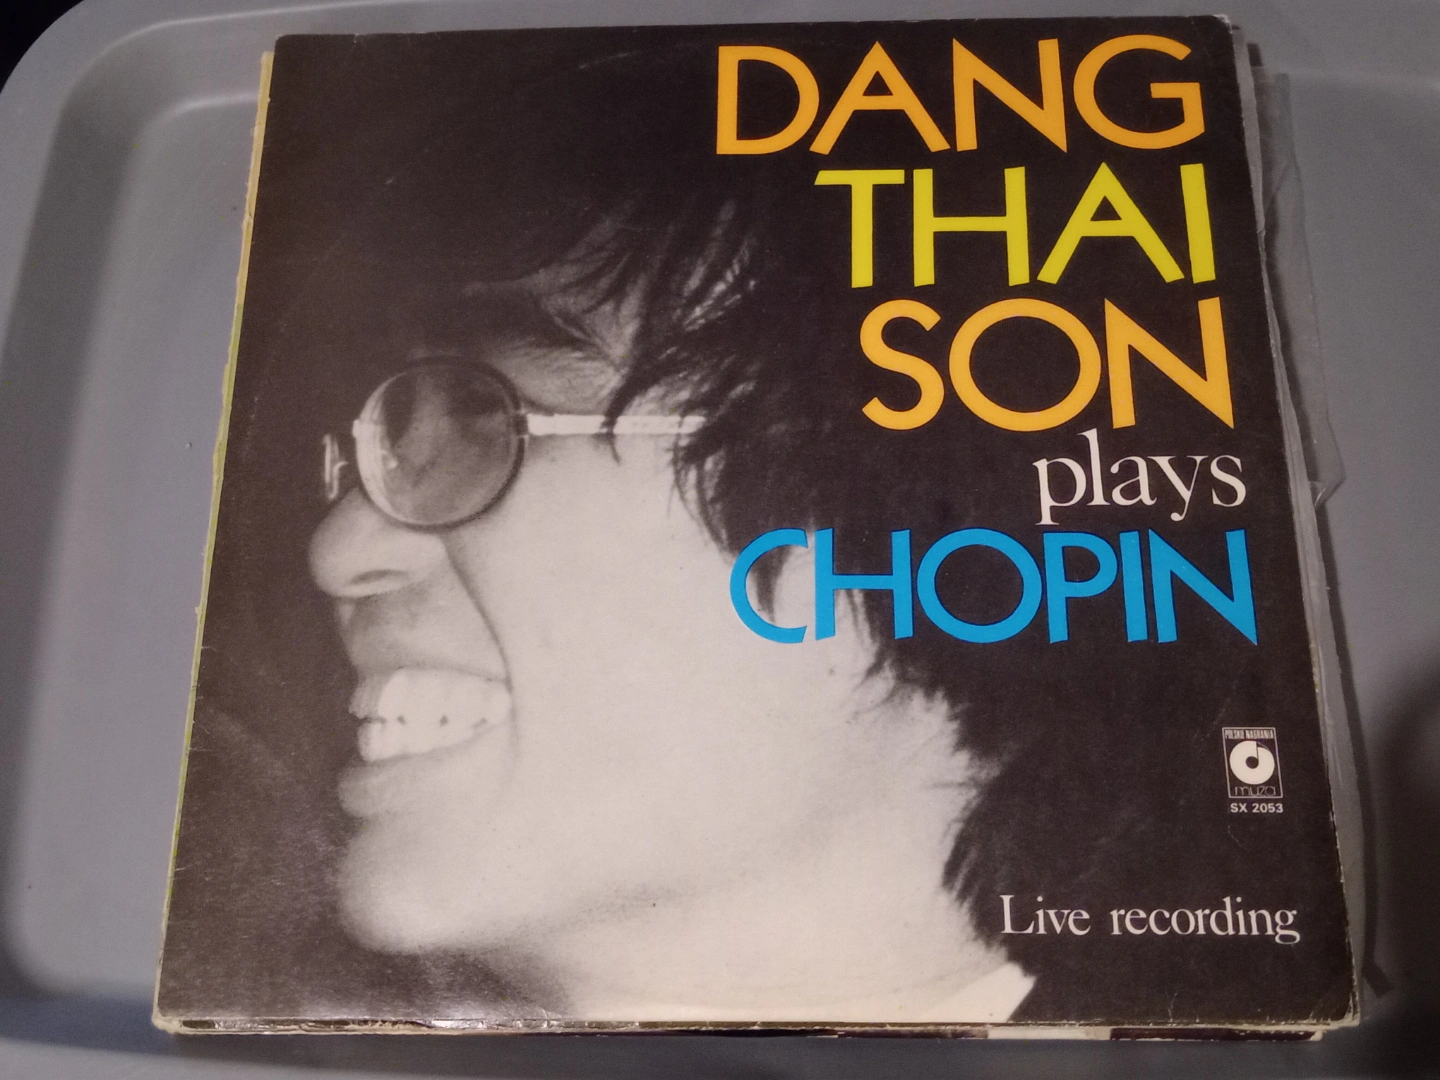 DANG
THAI
SON
plays
CHOPIN
POLSKIE NAGRANIA
muza
SX 2053
Live recording